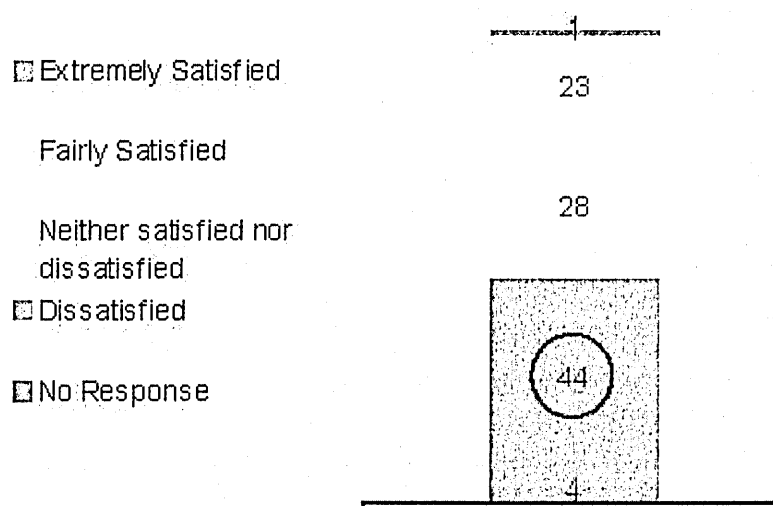 1
Extremely Satisfied
23
Fairly Satisfied
28
Neither satisfied nor
dissatisfied
Dissatisfied
44
No Response
4